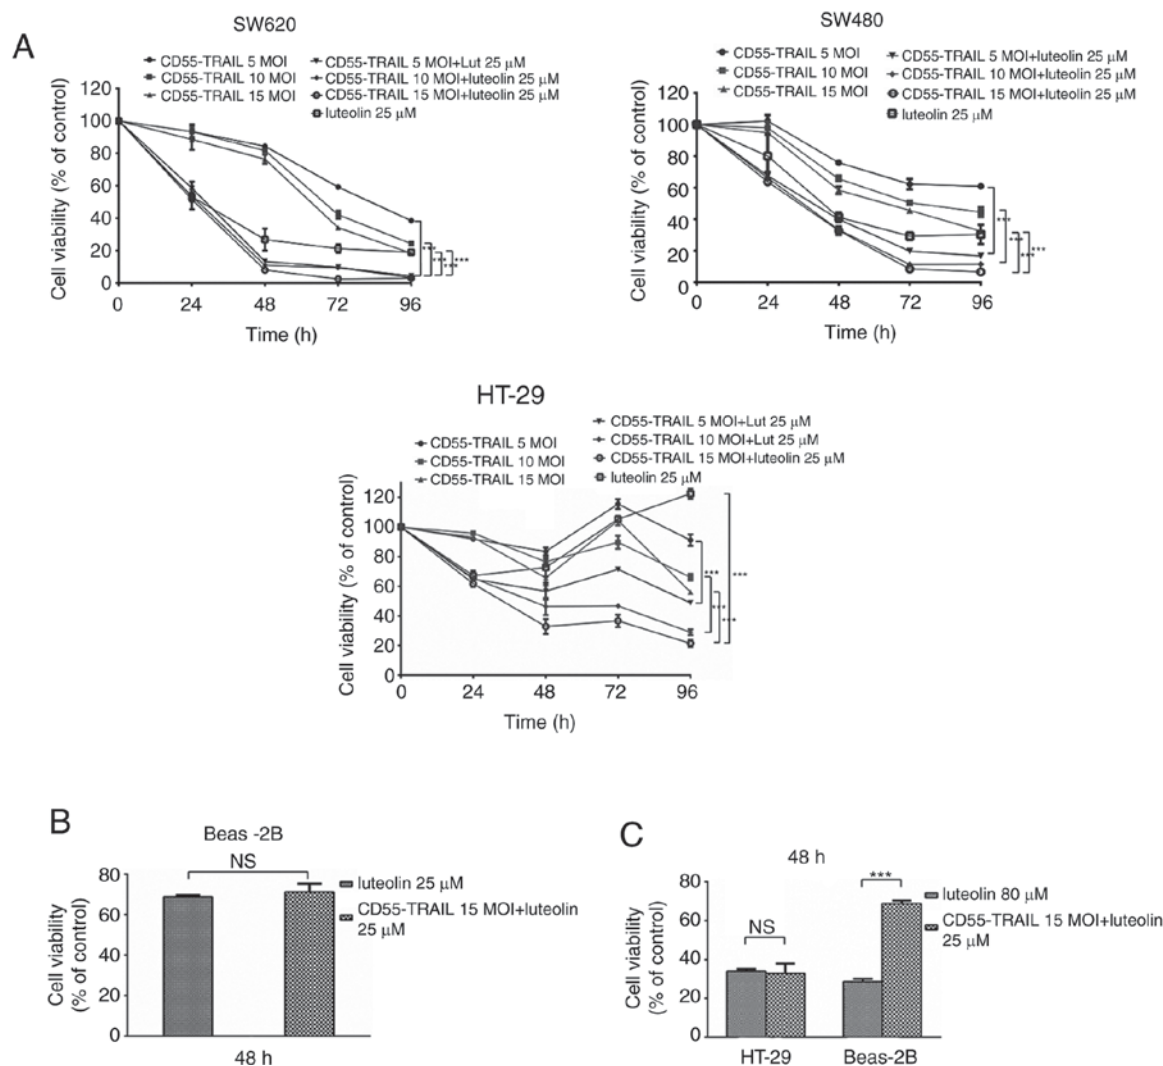 A
SW620
CD55-TRAIL 5 MOI
CD55-TRAIL 10 MOI
CD55-TRAIL 15 MOI
CD55-TRAIL 5 MOI+Lut 25 μM
CD55-TRAIL 10 MOI+luteolin 25 μM
CD55-TRAIL 15 MOI+luteolin 25 μM
luteolin 25 μM
Cell viability (% of control)
120
100
80
60
40
20
0
***
***
***
***
0 24 48 72 96
Time (h)
SW480
CD55-TRAIL 5 MOI
CD55-TRAIL 10 MOI
CD55-TRAIL 15 MOI
CD55-TRAIL 5 MOI+luteolin 25 μM
CD55-TRAIL 10 MOI+luteolin 25 μM
CD55-TRAIL 15 MOI+luteolin 25 μM
luteolin 25 μM
Cell viability (% of control)
120
100
80
60
40
20
0
***
***
***
***
0 24 48 72 96
Time (h)
HT-29
CD55-TRAIL 5 MOI
CD55-TRAIL 10 MOI
CD55-TRAIL 15 MOI
CD55-TRAIL 5 MOI+Lut 25 μM
CD55-TRAIL 10 MOI+Lut 25 μM
CD55-TRAIL 15 MOI+luteolin 25 μM
luteolin 25 μM
Cell viability (% of control)
120
100
80
60
40
20
0
***
***
***
***
0 24 48 72 96
Time (h)
B
Beas -2B
NS
luteolin 25 μM
CD55-TRAIL 15 MOI+luteolin
25 μM
Cell viability
(% of control)
80
60
40
20
0
48 h
C
48 h
NS
***
luteolin 80 μM
CD55-TRAIL 15 MOI+luteolin
25 μM
Cell viability
(% of control)
80
60
40
20
0
HT-29 Beas-2B